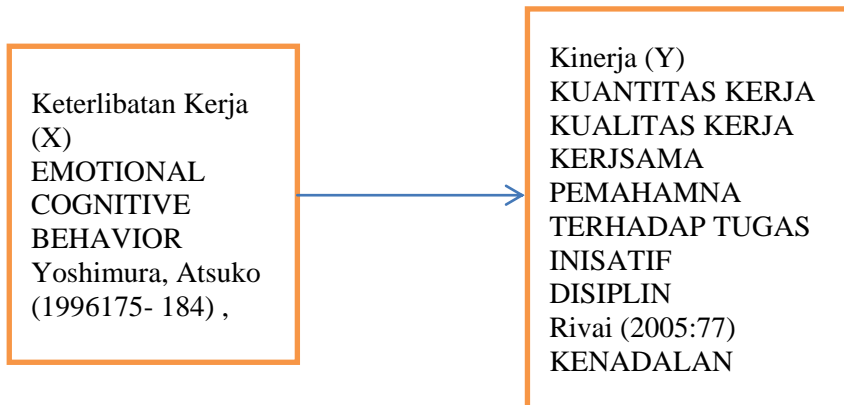 Keterlibatan Kerja
(X)
EMOTIONAL
COGNITIVE
BEHAVIOR
Yoshimura, Atsuko
(1996175- 184) ,
Kinerja (Y)
KUANTITAS KERJA
KUALITAS KERJA
KERJSAMA
PEMAHAMNA
TERHADAP TUGAS
INISATIF
DISIPLIN
Rivai (2005:77)
KENADALAN